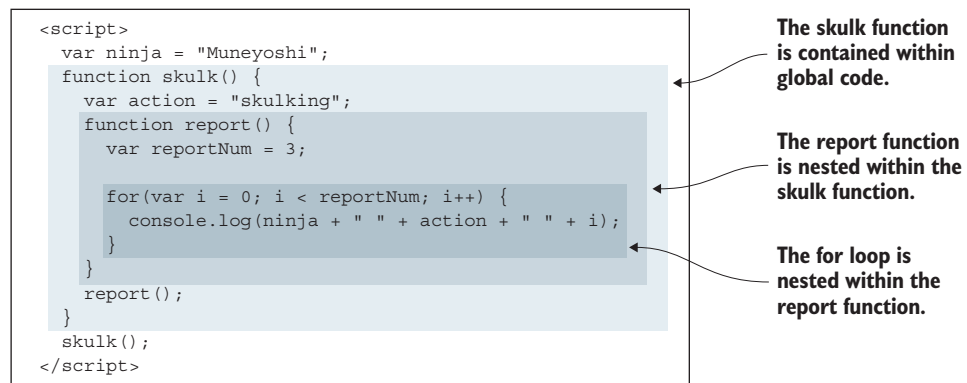 <script>
var ninja = "Muneyoshi";
function skulk() {
var action = "skulking";
function report() {
var reportNum = 3;
for(var i = 0; i < reportNum; i++) {
console.log(ninja + " " + action + " " + i);
}
}
report();
}
skulk();
</script>
The skulk function
is contained within
global code.
The report function
is nested within the
skulk function.
The for loop is
nested within the
report function.